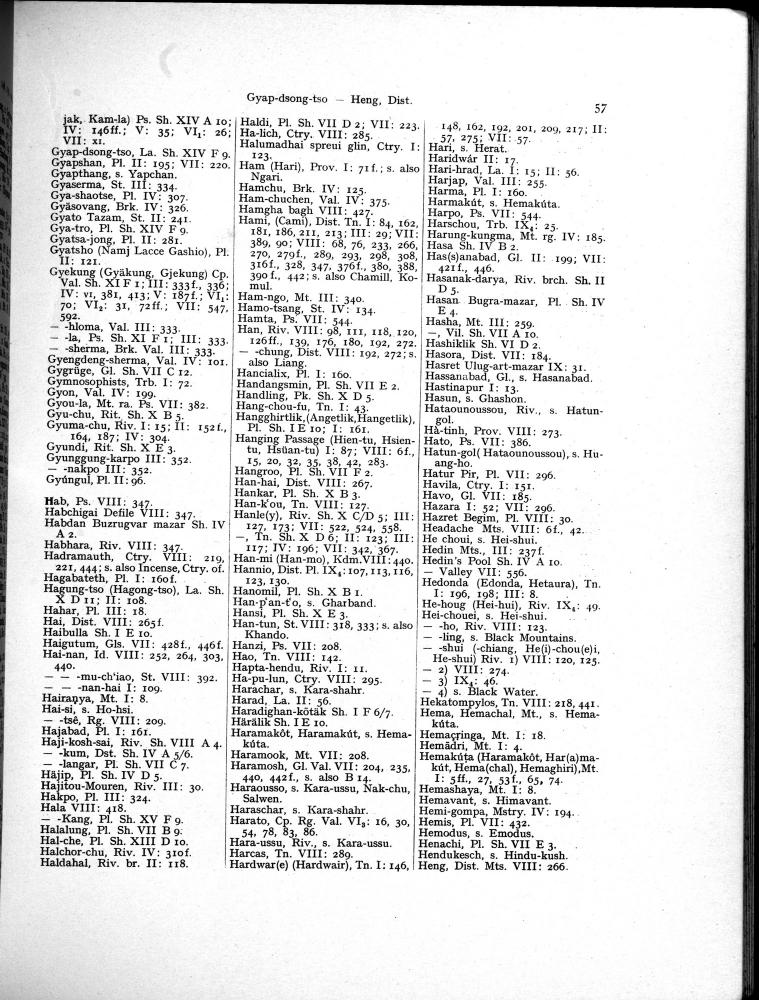 Gyap-dsong-tso — Heng, Dist.
57
jak, Kam-la) Ps. Sh. XIV A 10;
IV: 146ff.; V: 35; VI₁: 26;
VII: XI.
Gyap-dsong-tso, La. Sh. XIV F 9.
Gyapshan, Pl. II: 195; VII: 220.
Gyapthang, s. Yapchan.
Gyaserma, St. III: 334.
Gya-shaotse, Pl. IV: 307.
Gyäsovang, Brk. IV: 326.
Gyato Tazam, St. II: 241.
Gya-tro, Pl. Sh. XIV F 9.
Gyatsa-jong, Pl. II: 281.
Gyatsho (Namj Lacce Gashio), Pl.
II: 121.
Gyekung (Gyäkung, Gjekung) Cp.
Val. Sh. XI F 1; III: 333f., 336;
IV: VI, 381, 413; V: 187f.; VI₁:
70; VI₂: 31, 72ff.; VII: 547,
592.
— -hloma, Val. III: 333.
— -la, Ps. Sh. XI F 1; III: 333.
— -sherma, Brk. Val. III: 333.
Gyengdeng-sherma, Val. IV: 101.
Gygrüge, Gl. Sh. VII C 12.
Gymnosophists, Trb. I: 72.
Gyon, Val. IV: 199.
Gyou-la, Mt. ra. Ps. VII: 382.
Gyu-chu, Rit. Sh. X B 5.
Gyuma-chu, Riv. I: 15; II: 152f.,
164, 187; IV: 304.
Gyundi, Rit. Sh. X E 3.
Gyunggung-karpo III: 352.
— -nakpo III: 352.
Gyúngul, Pl. II: 96.
Hab, Ps. VIII: 347.
Habchigai Defile VIII: 347.
Habdan Buzrugvar mazar Sh. IV
A 2.
Habhara, Riv. VIII: 347.
Hadramauth, Ctry. VIII: 219,
221, 444; s. also Incense, Ctry. of.
Hagabateth, Pl. I: 160f.
Hagung-tso (Hagong-tso), La. Sh.
X D 11; II: 108.
Hahar, Pl. III: 18.
Hai, Dist. VIII: 265f.
Haibulla Sh. I E 10.
Haigutum, Gls. VII: 428f., 446f.
Hai-nan, Id. VIII: 252, 264, 303,
440.
— — -mu-ch'iao, St. VIII: 392.
— — -nan-hai I: 109.
Hairaṇya, Mt. I: 8.
Hai-si, s. Ho-hsi.
— -tsě, Rg. VIII: 209.
Hajabad, Pl. I: 161.
Haji-kosh-sai, Riv. Sh. VIII A 4.
— -kum, Dst. Sh. IV A 5/6.
— -langar, Pl. Sh. VII C 7.
Häjip, Pl. Sh. IV D 5.
Hajitou-Mouren, Riv. III: 30.
Hakpo, Pl. III: 324.
Hala VIII: 418.
— -Kang, Pl. Sh. XV F 9.
Halalung, Pl. Sh. VII B 9.
Hal-che, Pl. Sh. XIII D 10.
Halchor-chu, Riv. IV: 310f.
Haldahal, Riv. br. II: 118.
Haldi, Pl. Sh. VII D 2; VII: 223.
Ha-lich, Ctry. VIII: 285.
Halumadhai spreui glin, Ctry. I:
123.
Ham (Hari), Prov. I: 71f.; s. also
Ngari.
Hamchu, Brk. IV: 125.
Ham-chuchen, Val. IV: 375.
Hamgha bagh VIII: 427.
Hami, (Cami), Dist. Tn. I: 84, 162,
181, 186, 211, 213; III: 29; VII:
389, 90; VIII: 68, 76, 233, 266,
270, 279f., 289, 293, 298, 308,
316f., 328, 347, 376f., 380, 388,
390f., 442; s. also Chamill, Ko-
mul.
Ham-ngo, Mt. III: 340.
Hamo-tsang, St. IV: 134.
Hamta, Ps. VII: 544.
Han, Riv. VIII: 98, 111, 118, 120,
126ff., 139, 176, 180, 192, 272.
— -chung, Dist. VIII: 192, 272; s.
also Liang.
Hancialix, Pl. I: 160.
Handangsmin, Pl. Sh. VII E 2.
Handling, Pk. Sh. X D 5.
Hang-chou-fu, Tn. I: 43.
Hangghirtlik, (Angetlik, Hangetlik),
Pl. Sh. I E 10; I: 161.
Hanging Passage (Hien-tu, Hsien-
tu, Hsüan-tu) I: 87; VIII: 6f.,
15, 20, 32, 35, 38, 42, 283.
Hangroo, Pl. Sh. VII F 2.
Han-hai, Dist. VIII: 267.
Hankar, Pl. Sh. X B 3.
Han-k'ou, Tn. VIII: 127.
Hanle(y), Riv. Sh. X C/D 5; III:
127, 173; VII: 522, 524, 558.
—, Tn. Sh. X D 6; II: 123; III:
117; IV: 196; VII: 342, 367.
Han-mi (Han-mo), Kdm. VIII: 440.
Hannio, Dist. Pl. IX₄: 107, 113, 116,
123, 130.
Hanomil, Pl. Sh. X B 1.
Han-p'an-t'o, s. Gharband.
Hansi, Pl. Sh. X E 3.
Han-tun, St. VIII: 318, 333; s. also
Khando.
Hanzi, Ps. VII: 208.
Hao, Tn. VIII: 142.
Hapta-hendu, Riv. I: 11.
Ha-pu-lun, Ctry. VIII: 295.
Harachar, s. Kara-shahr.
Harad, La. II: 56.
Haradighan-kötäk Sh. I F 6/7.
Härälik Sh. I E 10.
Haramakôt, Haramakút, s. Hema-
kúta.
Haramook, Mt. VII: 208.
Haramosh, Gl. Val. VII: 204, 235,
440, 442f., s. also B 14.
Haraousso, s. Kara-ussu, Nak-chu,
Salwen.
Haraschar, s. Kara-shahr.
Harato, Cp. Rg. Val. VI₃: 16, 30,
54, 78, 83, 86.
Hara-ussu, Riv., s. Kara-ussu.
Harcas, Tn. VIII: 289.
Hardwar(e) (Hardwair), Tn. I: 146,
148, 162, 192, 201, 209, 217; II:
57, 275; VII: 57.
Hari, s. Herat.
Haridwár II: 17.
Hari-hrad, La. I: 15; II: 56.
Harjap, Val. III: 255.
Harma, Pl. I: 160.
Harmakút, s. Hemakúta.
Harpo, Ps. VII: 544.
Harschou, Trb. IX₄: 25.
Harung-kungma, Mt. rg. IV: 185.
Hasa Sh. IV B 2.
Has(s)anabad, Gl. II: 199; VII:
421f., 446.
Hasanak-darya, Riv. brch. Sh. II
D 5.
Hasan Bugra-mazar, Pl. Sh. IV
E 4.
Hasha, Mt. III: 259.
—, Vil. Sh. VII A 10.
Hashiklik Sh. VI D 2.
Hasora, Dist. VII: 184.
Hasret Ulug-art-mazar IX: 31.
Hassanabad, Gl., s. Hasanabad.
Hastinapur I: 13.
Hasun, s. Ghashon.
Hataounoussou, Riv., s. Hatun-
gol.
Hà-tinh, Prov. VIII: 273.
Hato, Ps. VII: 386.
Hatun-gol (Hataounoussou), s. Hu-
ang-ho.
Hatur Pir, Pl. VII: 296.
Havila, Ctry. I: 151.
Havo, Gl. VII: 185.
Hazara I: 52; VII: 296.
Hazret Begim, Pl. VIII: 30.
Headache Mts. VIII: 6f., 42.
He choui, s. Hei-shui.
Hedin Mts., III: 237f.
Hedin's Pool Sh. IV A 10.
— Valley VII: 556.
Hedonda (Edonda, Hetaura), Tn.
I: 196, 198; III: 8.
He-houg (Hei-hui), Riv. IX₄: 49.
Hei-chouei, s. Hei-shui.
— -ho, Riv. VIII: 123.
— -ling, s. Black Mountains.
— -shui (-chiang, He(i)-chou(e)i,
He-shui) Riv. 1) VIII: 120, 125.
— 2) VIII: 274.
— 3) IX₄: 46.
— 4) s. Black Water.
Hekatompylos, Tn. VIII: 218, 441.
Hema, Hemachal, Mt., s. Hema-
kúta.
Hemaçringa, Mt. I: 18.
Hemādri, Mt. I: 4.
Hemakúṭa (Haramakôt, Har(a)ma-
kút, Hema(chal), Hemaghiri), Mt.
I: 5ff., 27, 53f., 65, 74.
Hemashaya, Mt. I: 8.
Hemavant, s. Himavant.
Hemi-gompa, Mstry. IV: 194.
Hemis, Pl. VII: 432.
Hemodus, s. Emodus.
Henachi, Pl. Sh. VII E 3.
Hendukesch, s. Hindu-kush.
Heng, Dist. Mts. VIII: 266.